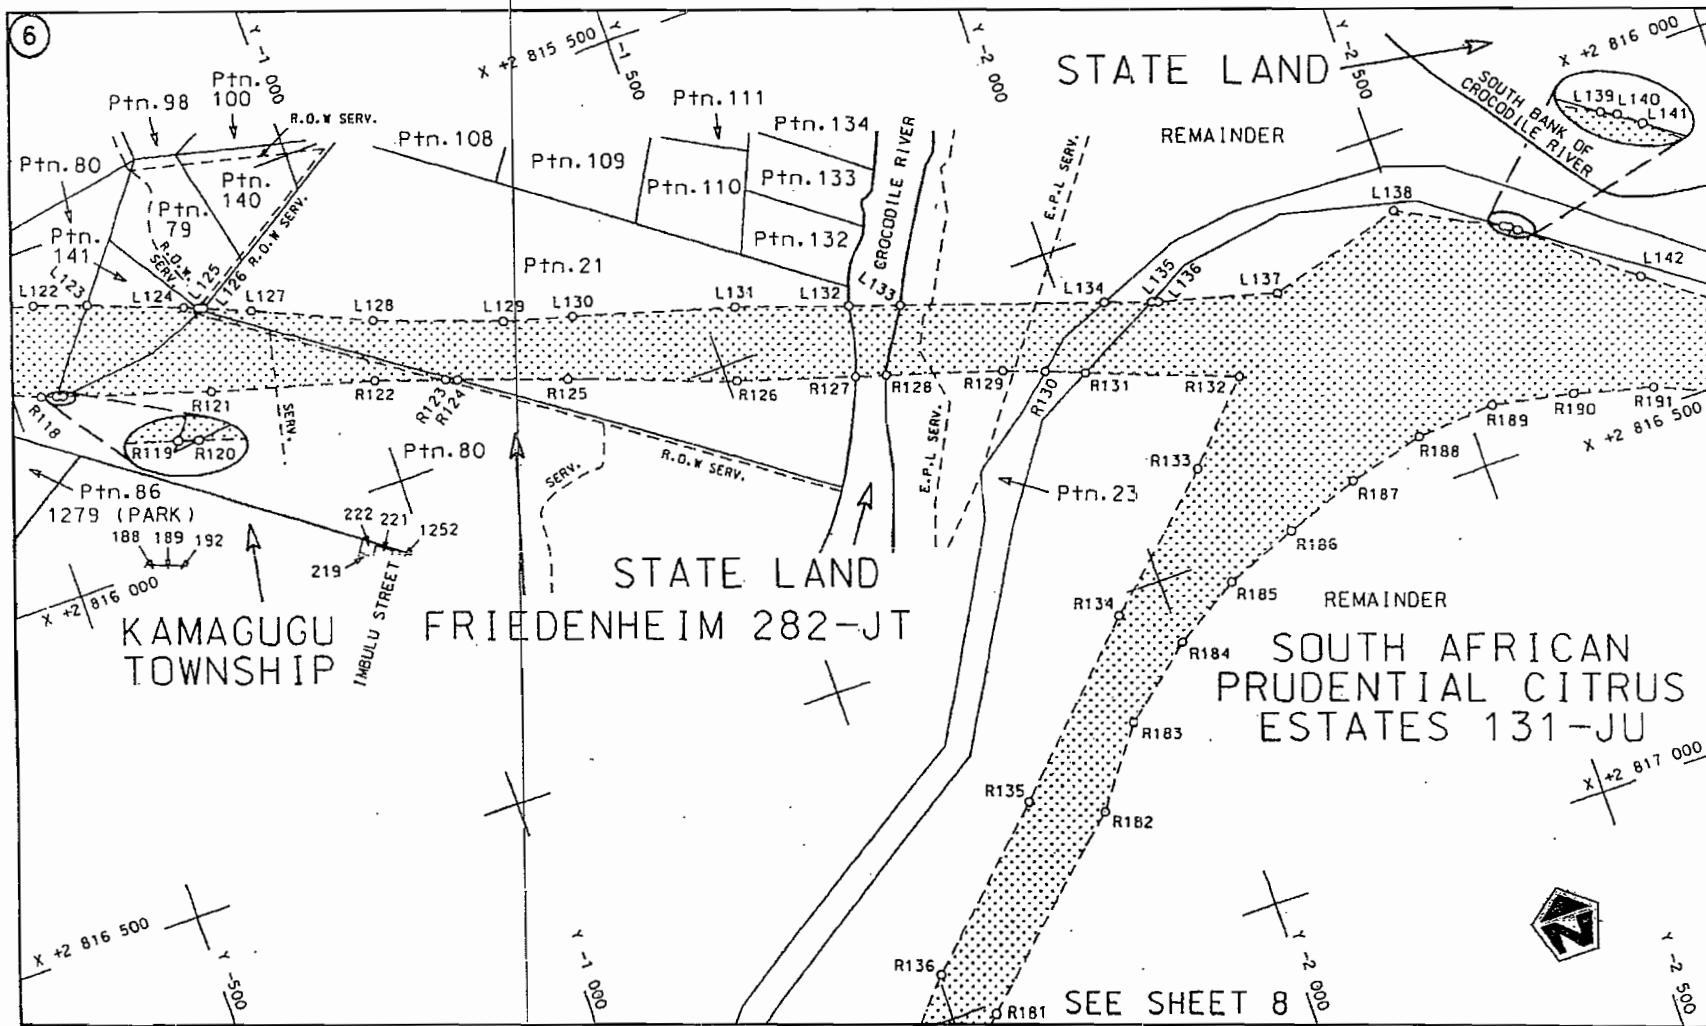 6
Y -1 000
X +2 815 500
Y -1 500
Y -2 000
STATE LAND
Y -2 500
X +2 816 000
Ptn.98
Ptn.
100
R.O.W SERV.
Ptn.108
Ptn.111
Ptn.134
CROCODILE RIVER
REMAINDER
SOUTH BANK OF
CROCODILE RIVER
L139
L140
L141
Ptn.80
Ptn.
140
Ptn.109
Ptn.110
Ptn.133
Ptn.132
E.P.L SERV.
Ptn.
79
Ptn.
141
R.O.W
SERV.
R.O.W SERV.
Ptn.21
L138
L142
L122
L123
L124
L125
L126
L127
L128
L129
L130
L131
L132
L133
L134
L135
L136
L137
R118
R121
R122
R123
R124
R125
R126
R127
R128
R129
R130
R131
R132
R191
R190
R189
X +2 816 500
SERV.
R119
R120
Ptn.80
R.O.W SERV.
SERV.
E.P.L SERV.
R133
R188
R187
Ptn.86
1279 (PARK)
188
189
192
222
221
1252
219
IMBULU STREET
Ptn.23
R186
R185
X +2 816 000
KAMAGUGU
TOWNSHIP
STATE LAND
FRIEDENHEIM 282-JT
R134
R184
REMAINDER
SOUTH AFRICAN
PRUDENTIAL CITRUS
ESTATES 131-JU
R183
R135
R182
X +2 817 000
X +2 816 500
Y -500
Y -1 000
R136
R181
SEE SHEET 8
Y -2 000
Y -2 500
N